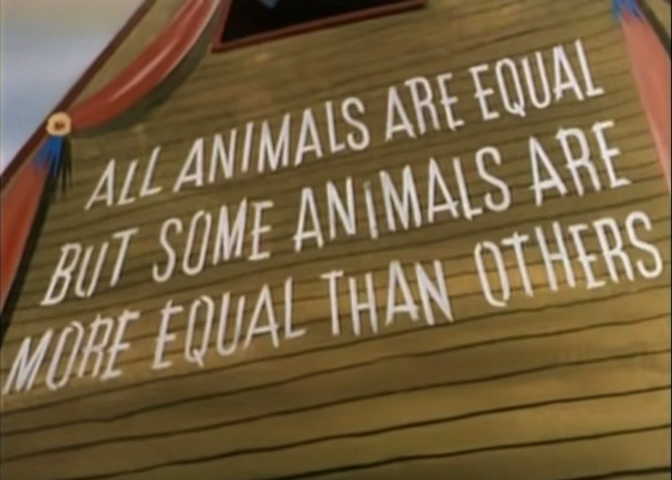 ALL ANIMALS ARE EQUAL
BUT SOME ANIMALS ARE
MORE EQUAL THAN OTHERS